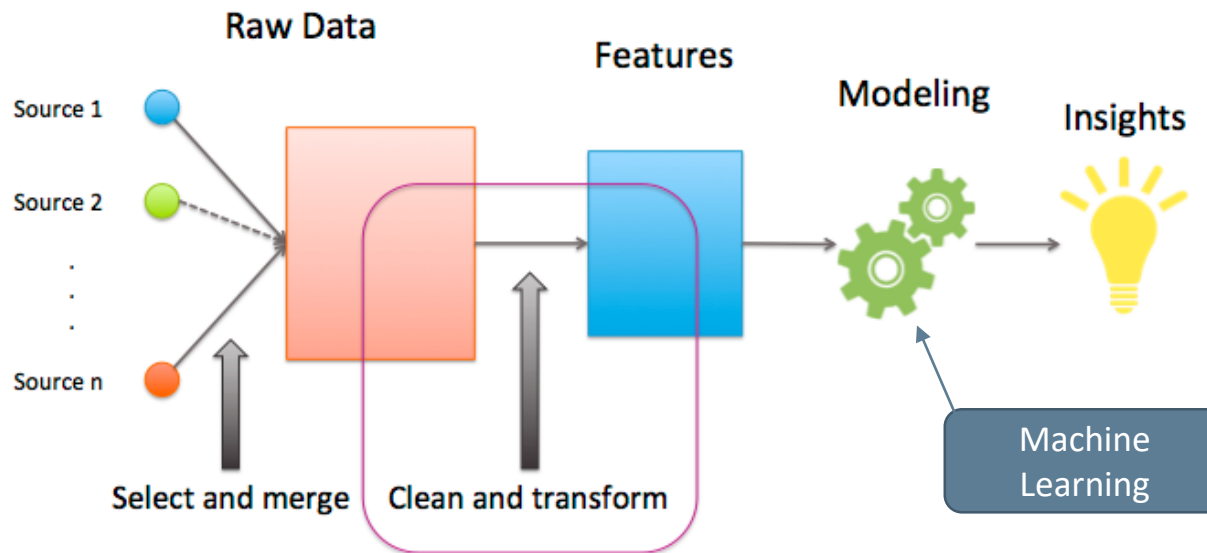 Raw Data
Features
Modeling
Insights
Source 1
Source 2
.
.
.
Source n
Select and merge
Clean and transform
Machine
Learning